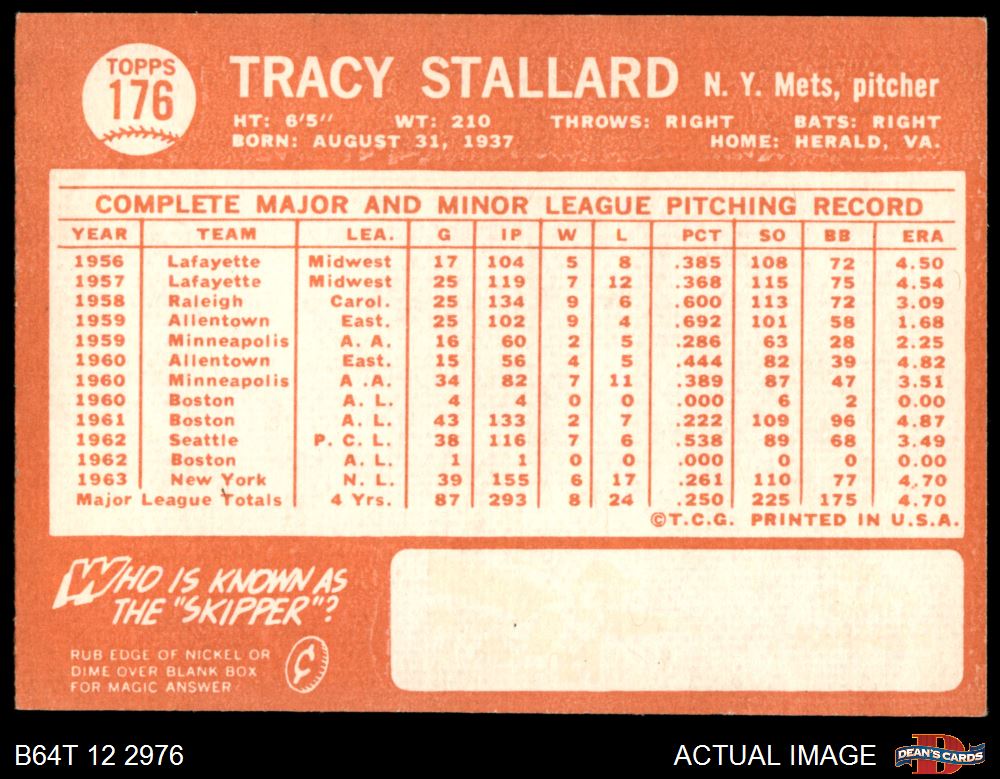 TOPPS
176
TRACY STALLARD N. Y. Mets, pitcher
HT: 6'5'' WT: 210 THROWS: RIGHT BATS: RIGHT
BORN: AUGUST 31, 1937 HOME: HERALD, VA.
COMPLETE MAJOR AND MINOR LEAGUE PITCHING RECORD
YEAR TEAM LEA. G IP W L PCT SO BB ERA
1956 Lafayette Midwest 17 104 5 8 .385 108 72 4.50
1957 Lafayette Midwest 25 119 7 12 .368 115 75 4.54
1958 Raleigh Carol. 25 134 9 6 .600 113 72 3.09
1959 Allentown East. 25 102 9 4 .692 101 58 1.68
1959 Minneapolis A. A. 16 60 2 5 .286 63 28 2.25
1960 Allentown East. 15 56 4 5 .444 82 39 4.82
1960 Minneapolis A .A. 34 82 7 11 .389 87 47 3.51
1960 Boston A. L. 4 4 0 0 .000 6 2 0.00
1961 Boston A. L. 43 133 2 7 .222 109 96 4.87
1962 Seattle P. C. L. 38 116 7 6 .538 89 68 3.49
1962 Boston A. L. 1 1 0 0 .000 0 0 0.00
1963 New York N. L. 39 155 6 17 .261 110 77 4.70
Major League Totals 4 Yrs. 87 293 8 24 .250 225 175 4.70
©T.C.G. PRINTED IN U.S.A.
WHO IS KNOWN AS
THE "SKIPPER"?
RUB EDGE OF NICKEL OR
DIME OVER BLANK BOX
FOR MAGIC ANSWER
¢
B64T 12 2976 ACTUAL IMAGE DEAN'S CARDS